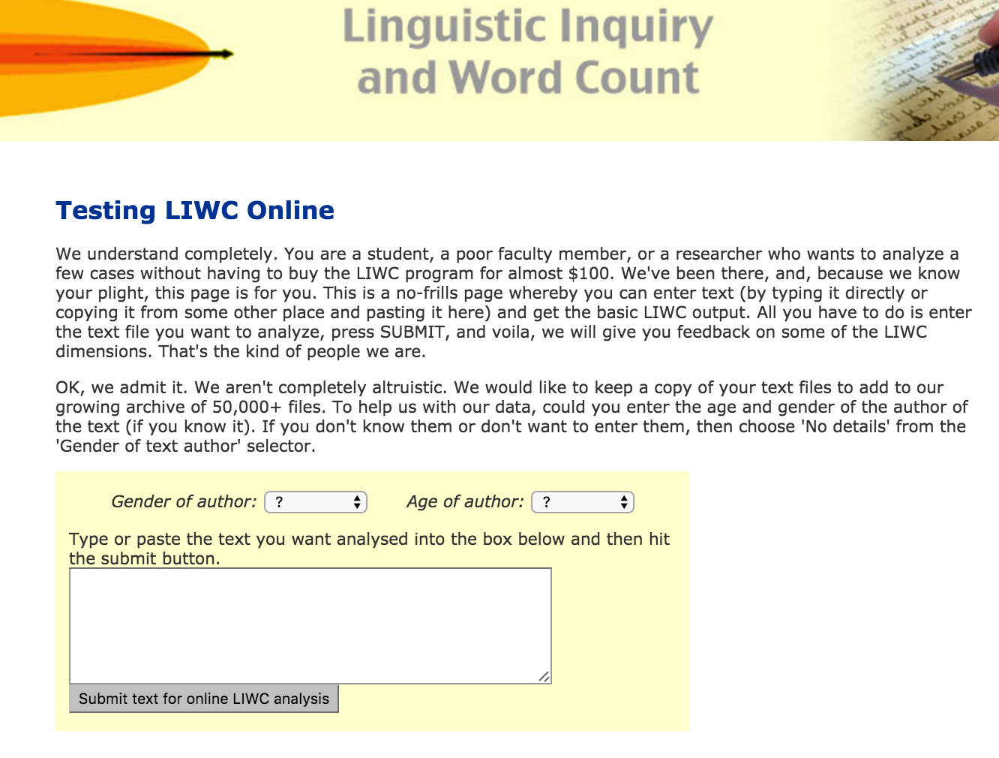 Linguistic Inquiry
and Word Count
Testing LIWC Online
We understand completely. You are a student, a poor faculty member, or a researcher who wants to analyze a
few cases without having to buy the LIWC program for almost $100. We've been there, and, because we know
your plight, this page is for you. This is a no-frills page whereby you can enter text (by typing it directly or
copying it from some other place and pasting it here) and get the basic LIWC output. All you have to do is enter
the text file you want to analyze, press SUBMIT, and voila, we will give you feedback on some of the LIWC
dimensions. That's the kind of people we are.
OK, we admit it. We aren't completely altruistic. We would like to keep a copy of your text files to add to our
growing archive of 50,000+ files. To help us with our data, could you enter the age and gender of the author of
the text (if you know it). If you don't know them or don't want to enter them, then choose 'No details' from the
'Gender of text author' selector.
Gender of author: ? Age of author: ?
Type or paste the text you want analysed into the box below and then hit
the submit button.
Submit text for online LIWC analysis